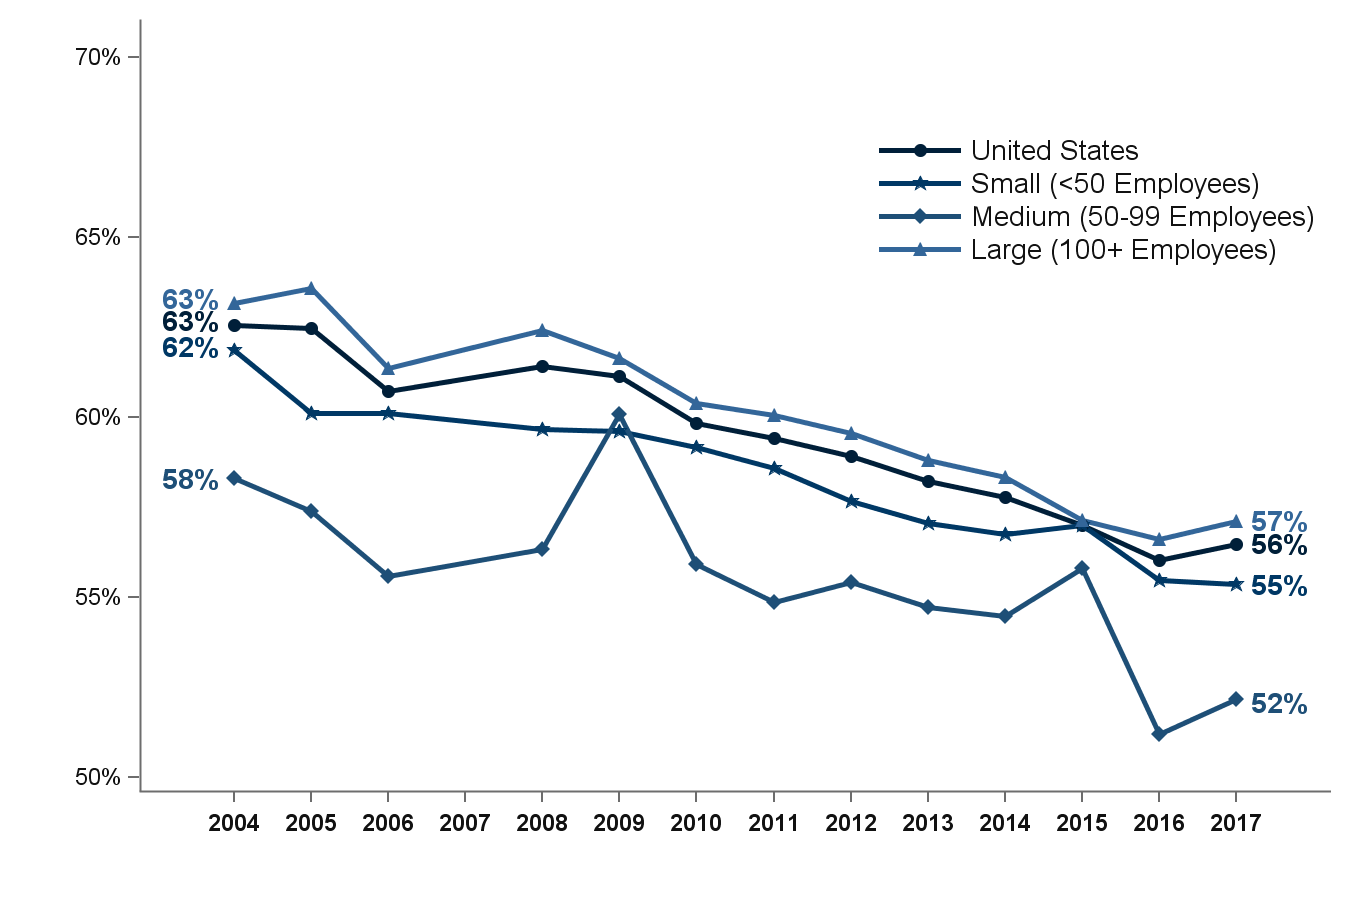 70%
United States
Small (<50 Employees)
Medium (50-99 Employees)
65%
Large (100+ Employees)
63%
63%
62%
60%
58%
57%
56%
55%
55%
52%
50%
2004 2005 2006 2007 2008 2009 2010 2011 2012 2013 2014 2015 2016 2017